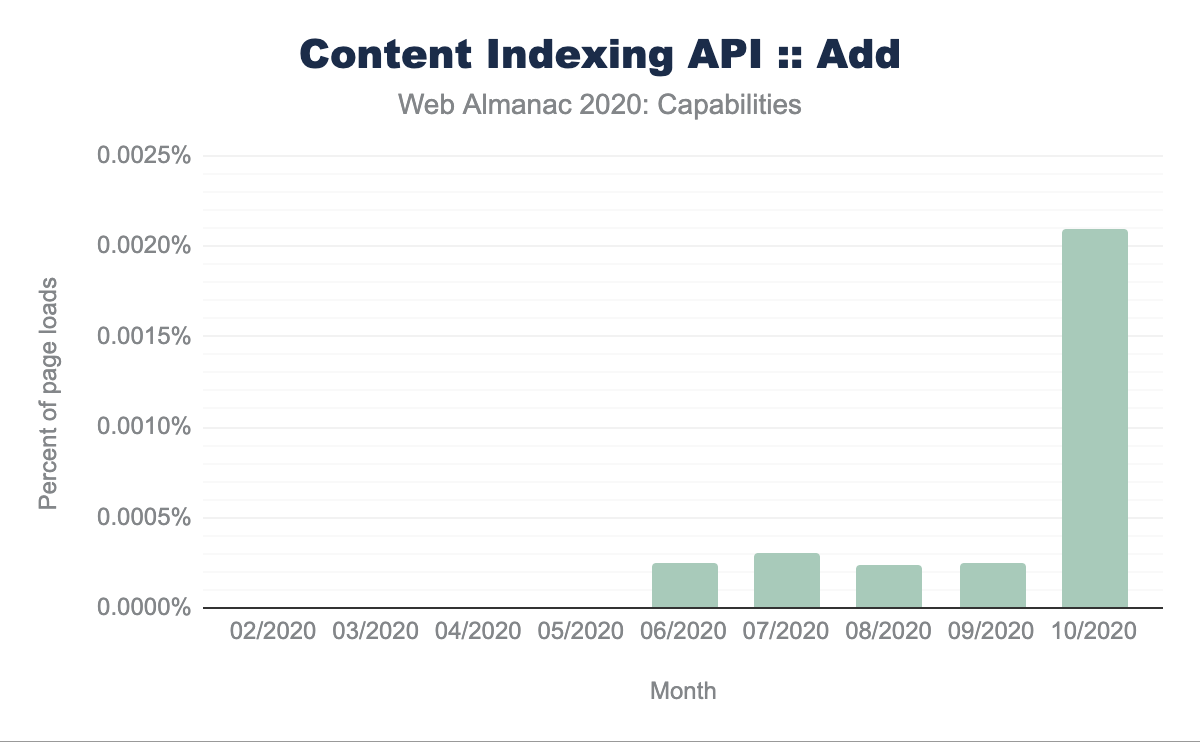 Content Indexing API :: Add
Web Almanac 2020: Capabilities
0.0025%
0.0020%
0.0015%
0.0010%
0.0005%
0.0000%
Percent of page loads
02/2020 03/2020 04/2020 05/2020 06/2020 07/2020 08/2020 09/2020 10/2020
Month